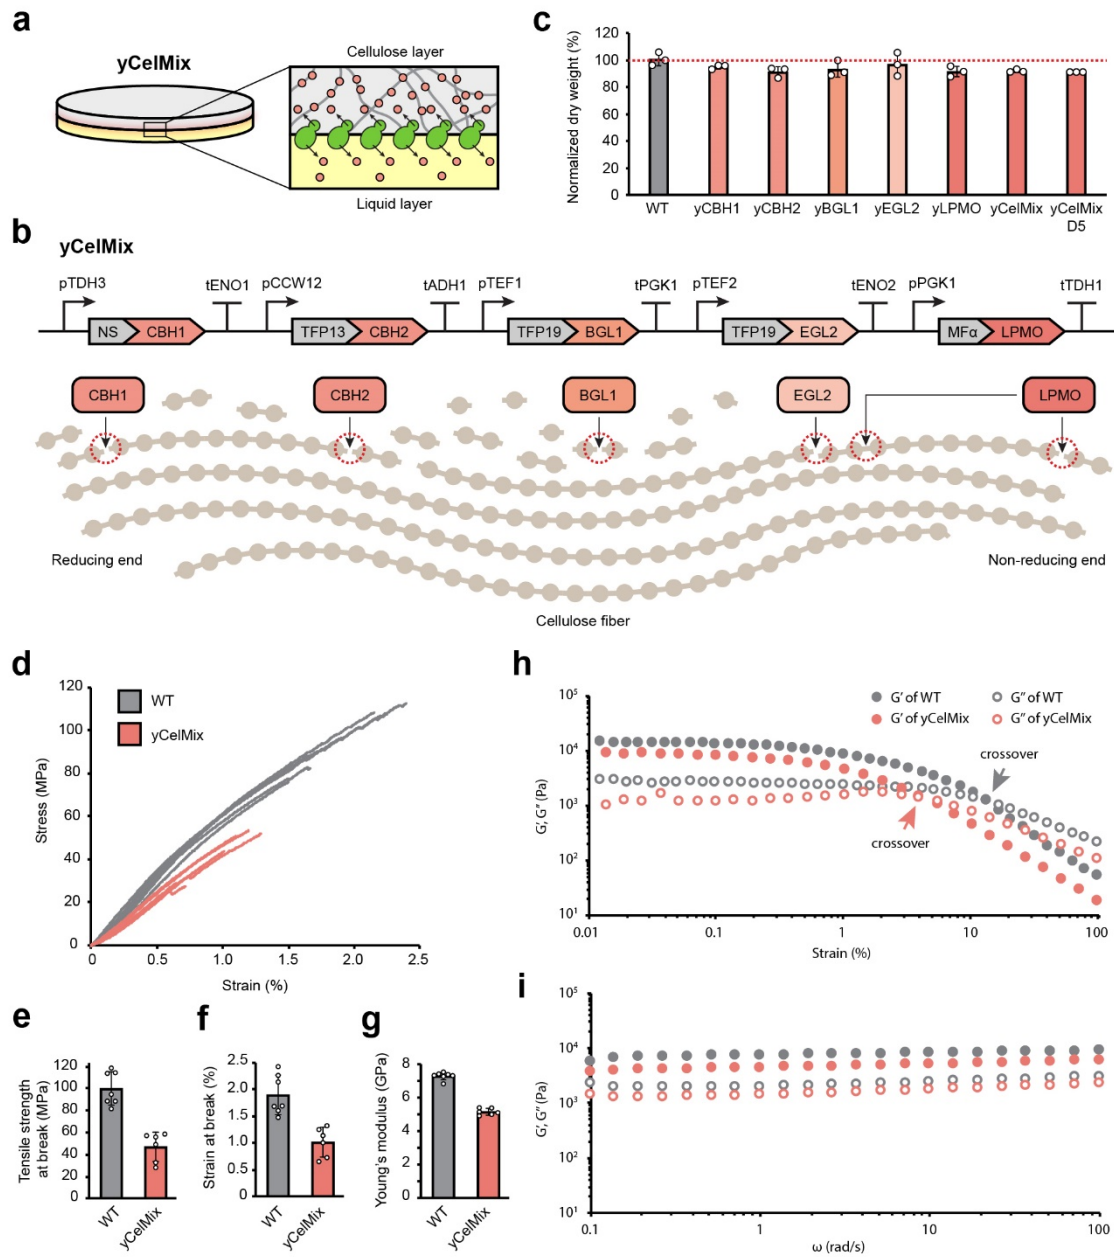 a
yCelMix
Cellulose layer
Liquid layer
c
Normalized dry weight (%)
120
100
80
60
40
20
0
WT
yCBH1
yCBH2
yBGL1
yEGL2
yLPMO
yCelMix
yCelMix
D5
b
yCelMix
pTDH3
tENO1
pCCW12
tADH1
pTEF1
tPGK1
pTEF2
tENO2
pPGK1
tTDH1
NS
CBH1
TFP13
CBH2
TFP19
BGL1
TFP19
EGL2
MFα
LPMO
CBH1
CBH2
BGL1
EGL2
LPMO
Reducing end
Non-reducing end
Cellulose fiber
d
Stress (MPa)
120
100
80
60
40
20
0
WT
yCelMix
0
0.5
1.0
1.5
2.0
2.5
Strain (%)
e
Tensile strength
at break (MPa)
120
100
80
60
40
20
0
WT
yCelMix
f
Strain at break (%)
2.5
2.0
1.5
1.0
0.5
0
WT
yCelMix
g
Young's modulus (GPa)
8
6
4
2
0
WT
yCelMix
h
G′, G″ (Pa)
10⁵
10⁴
10³
10²
10¹
G′ of WT
G″ of WT
G′ of yCelMix
G″ of yCelMix
crossover
crossover
0.01
0.1
1
10
100
Strain (%)
i
G′, G″ (Pa)
10⁵
10⁴
10³
10²
10¹
0.1
1
10
100
ω (rad/s)